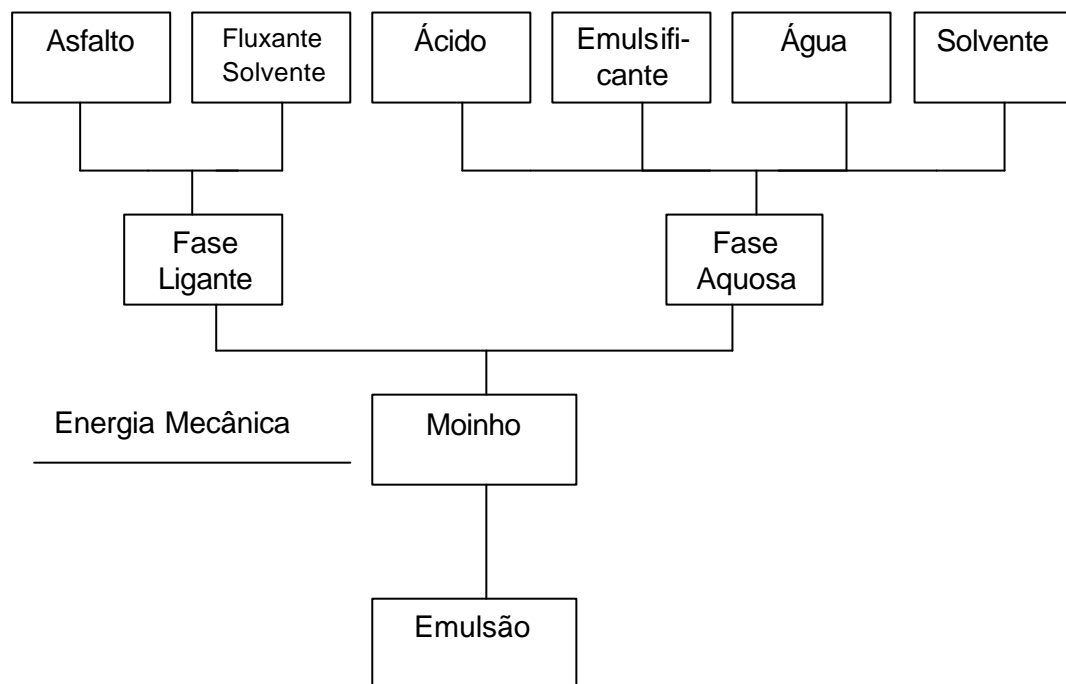 Asfalto
Fluxante
Solvente
Ácido
Emulsifi-
cante
Água
Solvente
Fase
Ligante
Fase
Aquosa
Energia Mecânica
Moinho
Emulsão